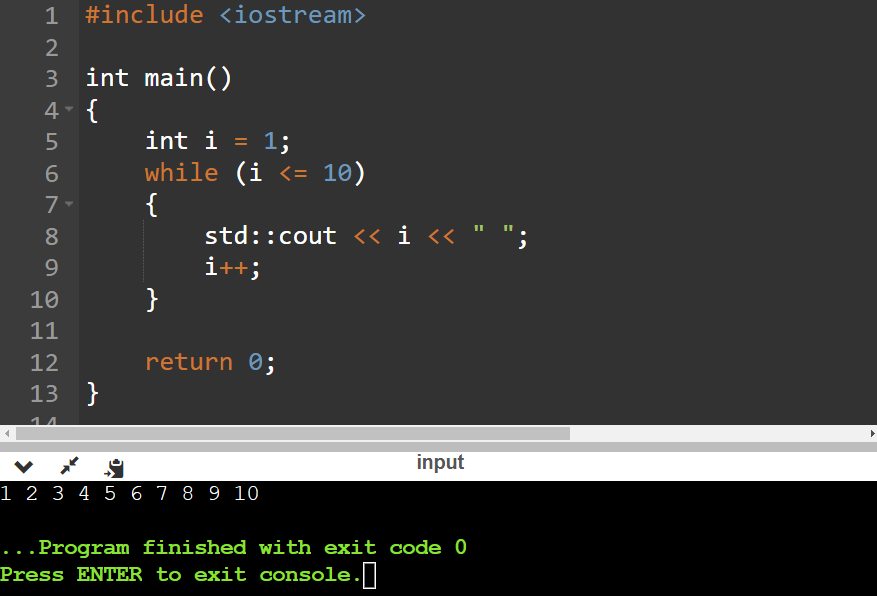 1 #include <iostream>
2
3 int main()
4 {
5     int i = 1;
6     while (i <= 10)
7     {
8         std::cout << i << " ";
9         i++;
10     }
11
12     return 0;
13 }
14
input
1 2 3 4 5 6 7 8 9 10
...Program finished with exit code 0
Press ENTER to exit console.